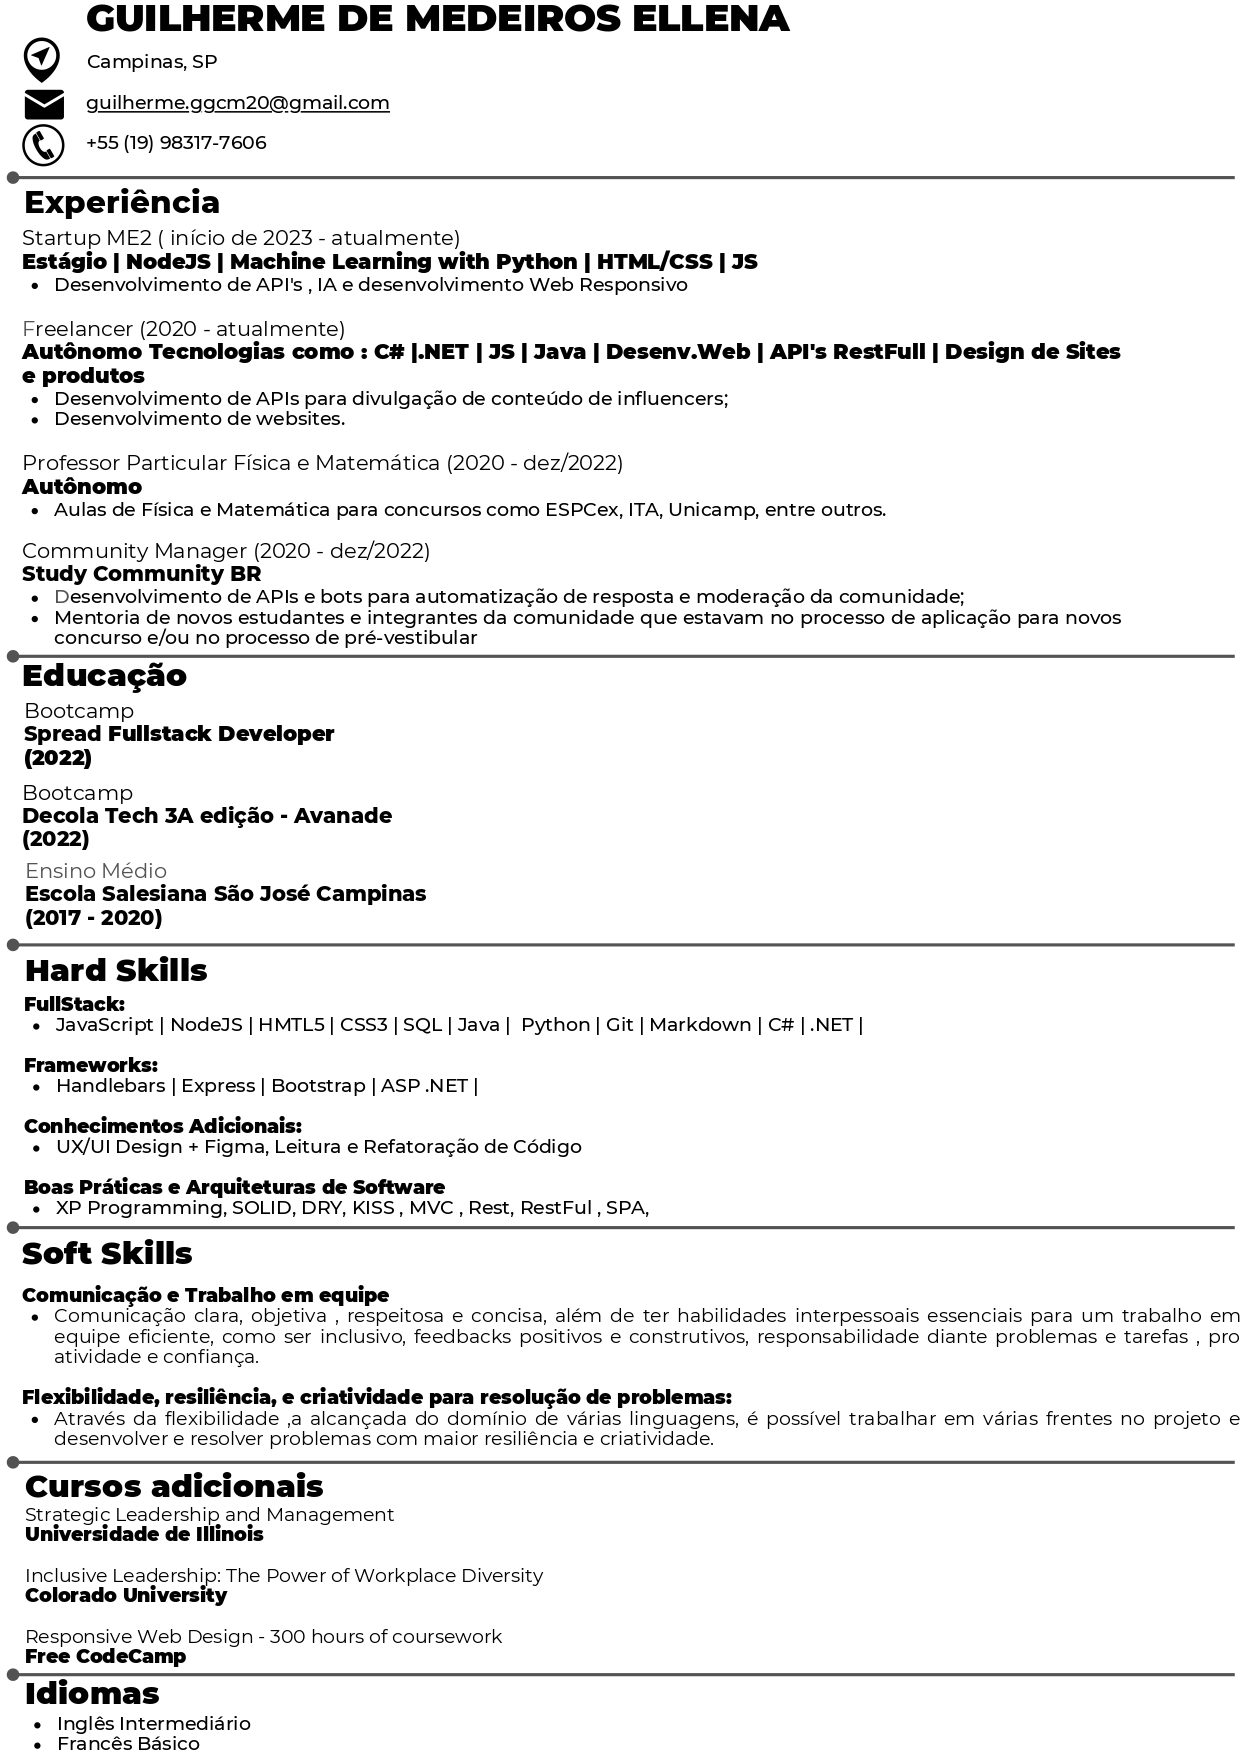 GUILHERME DE MEDEIROS ELLENA
Campinas, SP
guilherme.ggcm20@gmail.com
+55 (19) 98317-7606
Experiência
Startup ME2 ( início de 2023 - atualmente)
Estágio | NodeJS | Machine Learning with Python | HTML/CSS | JS
• Desenvolvimento de API's , IA e desenvolvimento Web Responsivo
Freelancer (2020 - atualmente)
Autônomo Tecnologias como : C# |.NET | JS | Java | Desenv.Web | API's RestFull | Design de Sites
e produtos
• Desenvolvimento de APIs para divulgação de conteúdo de influencers;
• Desenvolvimento de websites.
Professor Particular Física e Matemática (2020 - dez/2022)
Autônomo
• Aulas de Física e Matemática para concursos como ESPCex, ITA, Unicamp, entre outros.
Community Manager (2020 - dez/2022)
Study Community BR
• Desenvolvimento de APIs e bots para automatização de resposta e moderação da comunidade;
• Mentoria de novos estudantes e integrantes da comunidade que estavam no processo de aplicação para novos
concurso e/ou no processo de pré-vestibular
Educação
Bootcamp
Spread Fullstack Developer
(2022)
Bootcamp
Decola Tech 3A edição - Avanade
(2022)
Ensino Médio
Escola Salesiana São José Campinas
(2017 - 2020)
Hard Skills
FullStack:
• JavaScript | NodeJS | HMTL5 | CSS3 | SQL | Java |  Python | Git | Markdown | C# | .NET |
Frameworks:
• Handlebars | Express | Bootstrap | ASP .NET |
Conhecimentos Adicionais:
• UX/UI Design + Figma, Leitura e Refatoração de Código
Boas Práticas e Arquiteturas de Software
• XP Programming, SOLID, DRY, KISS , MVC , Rest, RestFul , SPA,
Soft Skills
Comunicação e Trabalho em equipe
• Comunicação clara, objetiva , respeitosa e concisa, além de ter habilidades interpessoais essenciais para um trabalho em
equipe eficiente, como ser inclusivo, feedbacks positivos e construtivos, responsabilidade diante problemas e tarefas , pro
atividade e confiança.
Flexibilidade, resiliência, e criatividade para resolução de problemas:
• Através da flexibilidade ,a alcançada do domínio de várias linguagens, é possível trabalhar em várias frentes no projeto e
desenvolver e resolver problemas com maior resiliência e criatividade.
Cursos adicionais
Strategic Leadership and Management
Universidade de Illinois
Inclusive Leadership: The Power of Workplace Diversity
Colorado University
Responsive Web Design - 300 hours of coursework
Free CodeCamp
Idiomas
• Inglês Intermediário
• Francês Básico